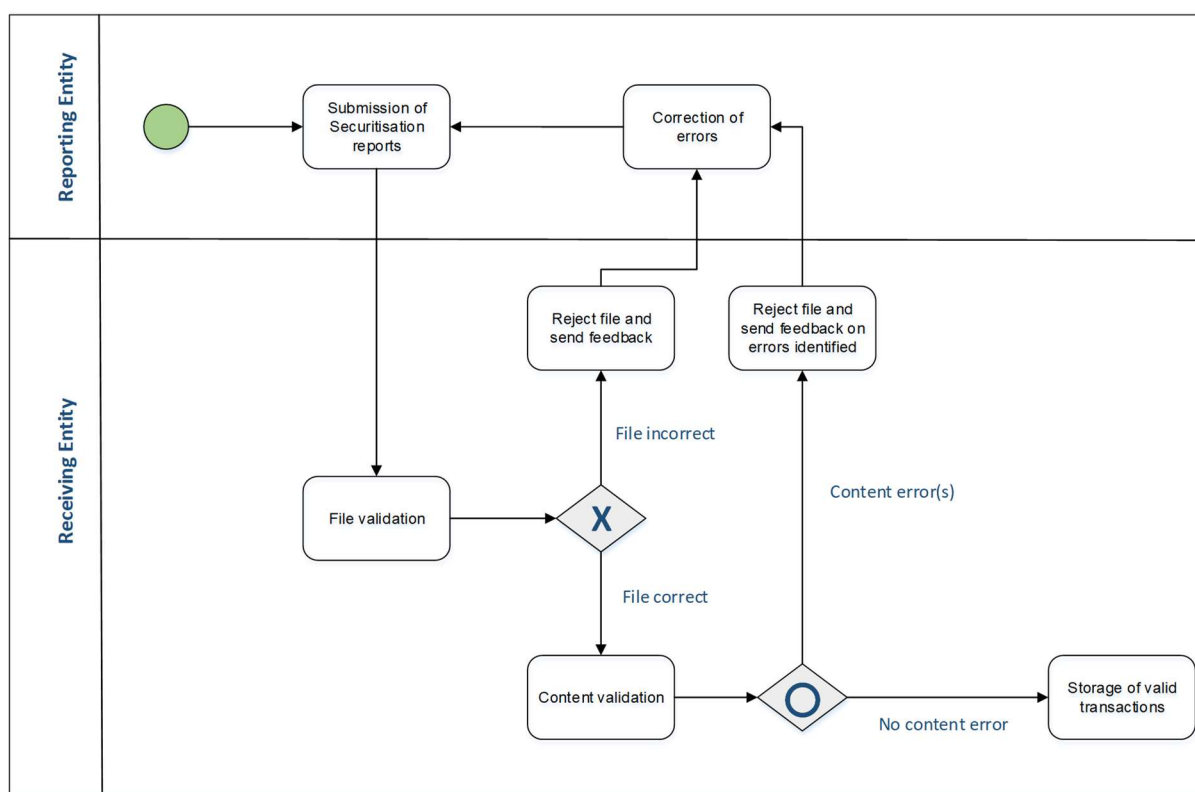 Reporting Entity
Submission of
Securitisation
reports
Correction of
errors
Receiving Entity
Reject file and
send feedback
Reject file and
send feedback on
errors identified
File incorrect
Content error(s)
File validation
X
File correct
Content validation
No content error
Storage of valid
transactions